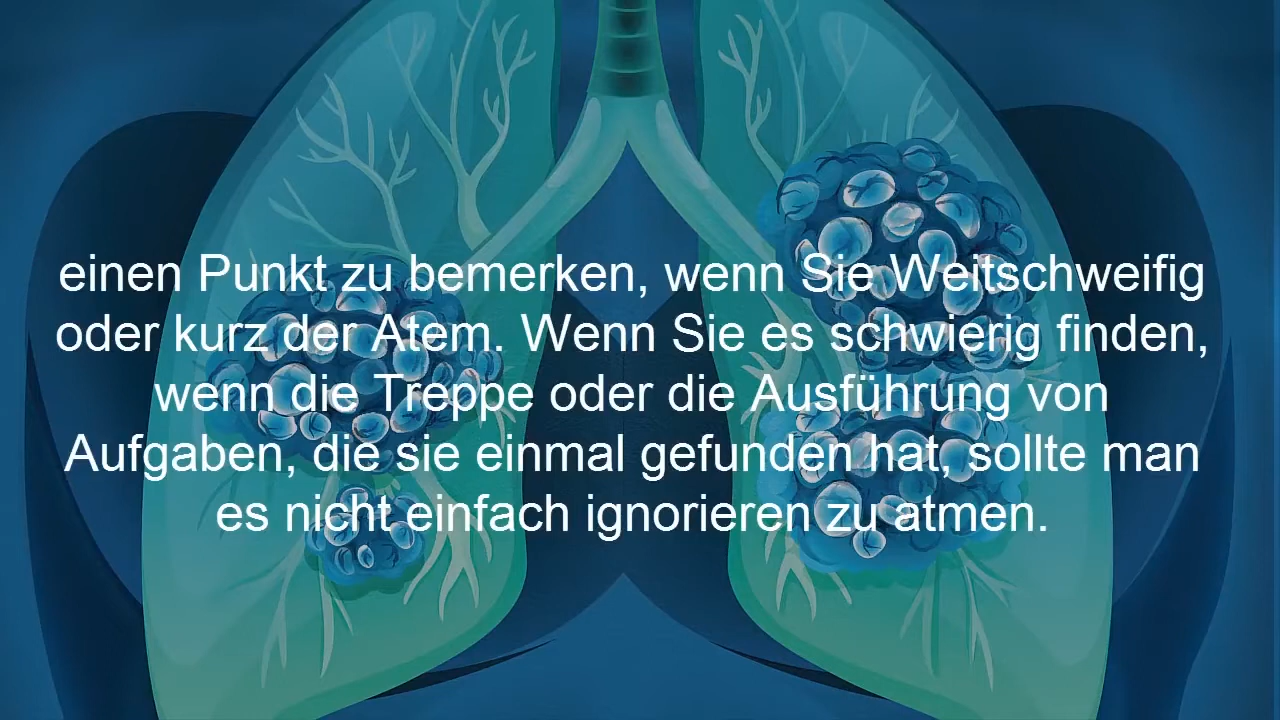 einen Punkt zu bemerken, wenn Sie Weitschweifig
oder kurz der Atem. Wenn Sie es schwierig finden,
wenn die Treppe oder die Ausführung von
Aufgaben, die sie einmal gefunden hat, sollte man
es nicht einfach ignorieren zu atmen.